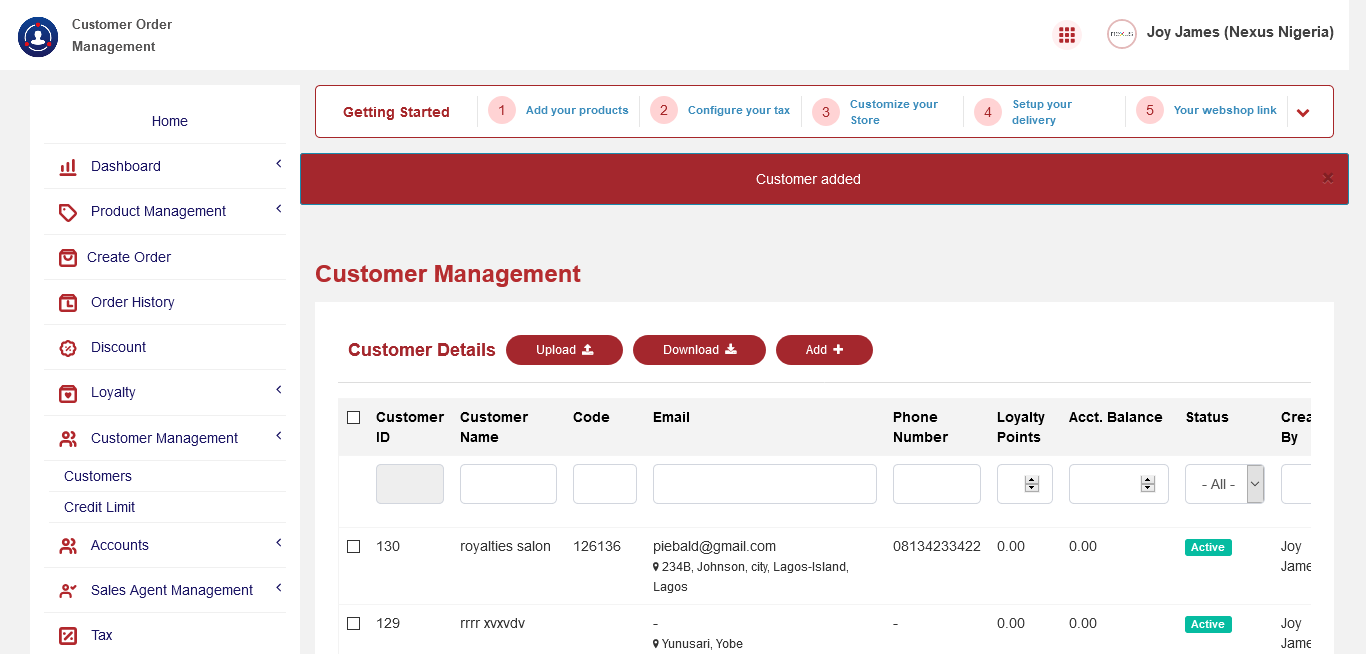 Customer Order
Management
nexus
Joy James (Nexus Nigeria)
Home
Dashboard
Product Management
Create Order
Order History
Discount
Loyalty
Customer Management
Customers
Credit Limit
Accounts
Sales Agent Management
Tax
Getting Started
1 Add your products
2 Configure your tax
3 Customize your
Store
4 Setup your
delivery
5 Your webshop link
Customer added ×
Customer Management
Customer Details Upload Download Add
Customer Customer Code Email Phone Loyalty Acct. Balance Status Crea
ID Name Number Points By
- All -
130 royalties salon 126136 piebald@gmail.com 08134233422 0.00 0.00 Active Joy
234B, Johnson, city, Lagos-Island, Jame
Lagos
129 rrrr xvxvdv - - 0.00 0.00 Active Joy
Yunusari, Yobe Jame